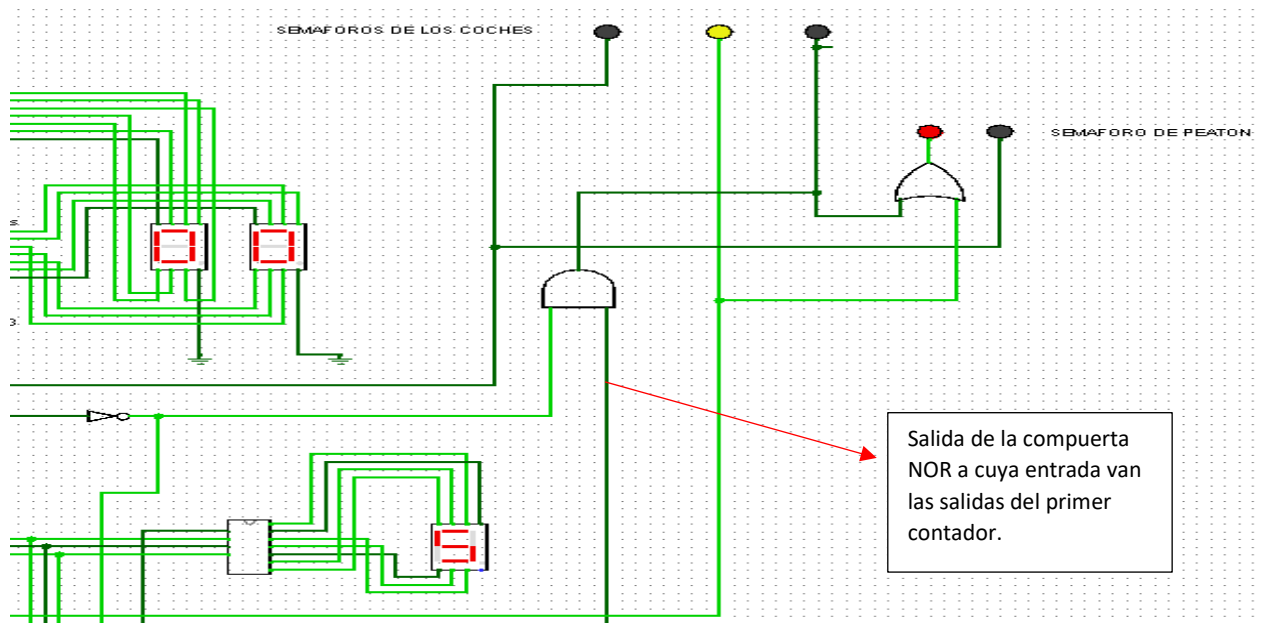 SEMAFOROS DE LOS COCHES
SEMAFORO DE PEATON
s
3
Salida de la compuerta
NOR a cuya entrada van
las salidas del primer
contador.